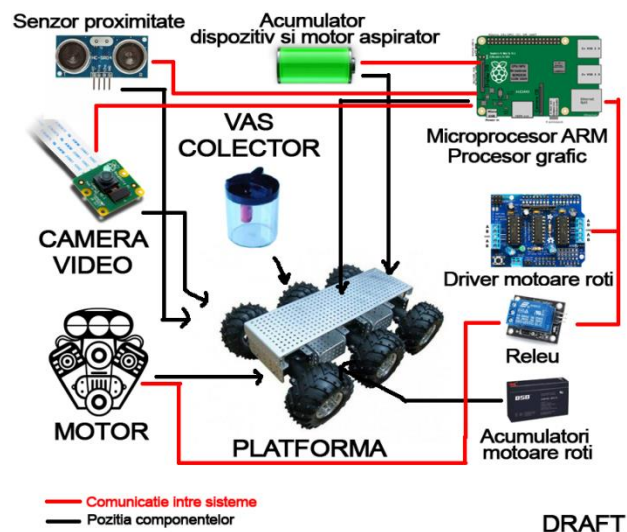 Senzor proximitate
Acumulator
dispozitiv si motor aspirator
Microprocesor ARM
Procesor grafic
VAS
COLECTOR
CAMERA
VIDEO
Driver motoare roti
Releu
MOTOR
PLATFORMA
BSB
Acumulatori
motoare roti
Comunicatie intre sisteme
Pozitia componentelor
DRAFT